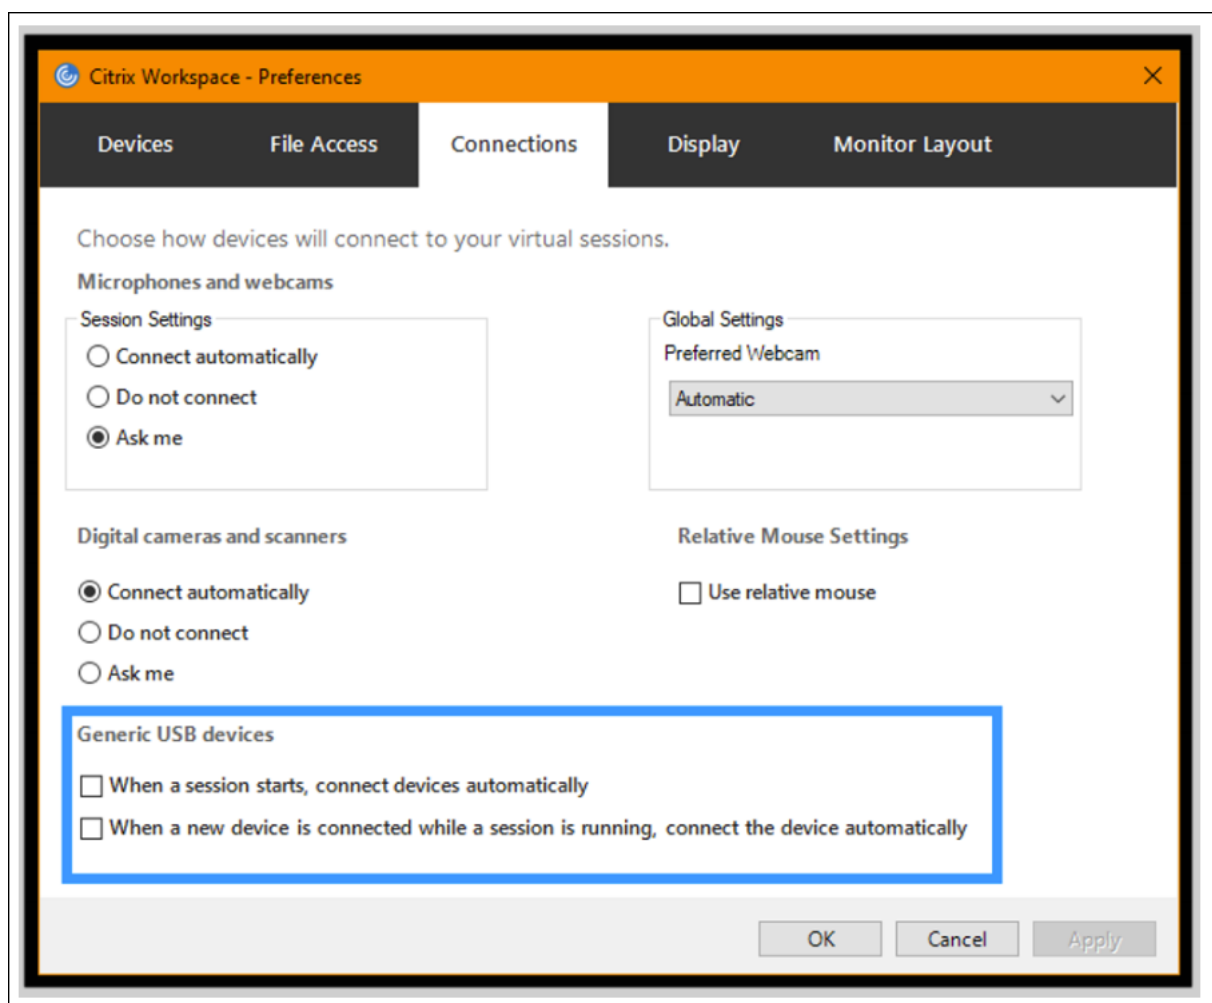 Citrix Workspace - Preferences
Devices
File Access
Connections
Display
Monitor Layout
Choose how devices will connect to your virtual sessions.
Microphones and webcams
Session Settings
Connect automatically
Do not connect
Ask me
Global Settings
Preferred Webcam
Automatic
Digital cameras and scanners
Connect automatically
Do not connect
Ask me
Relative Mouse Settings
Use relative mouse
Generic USB devices
When a session starts, connect devices automatically
When a new device is connected while a session is running, connect the device automatically
OK
Cancel
Apply